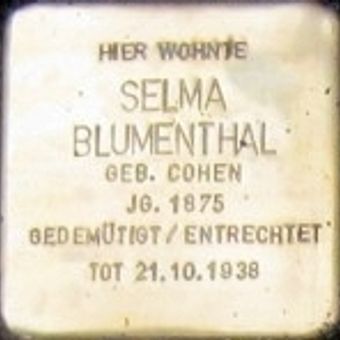 HIER WOHNTE
SELMA
BLUMENTHAL
GEB. COHEN
JG. 1875
GEDEMÜTIGT / ENTRECHTET
TOT 21.10.1938